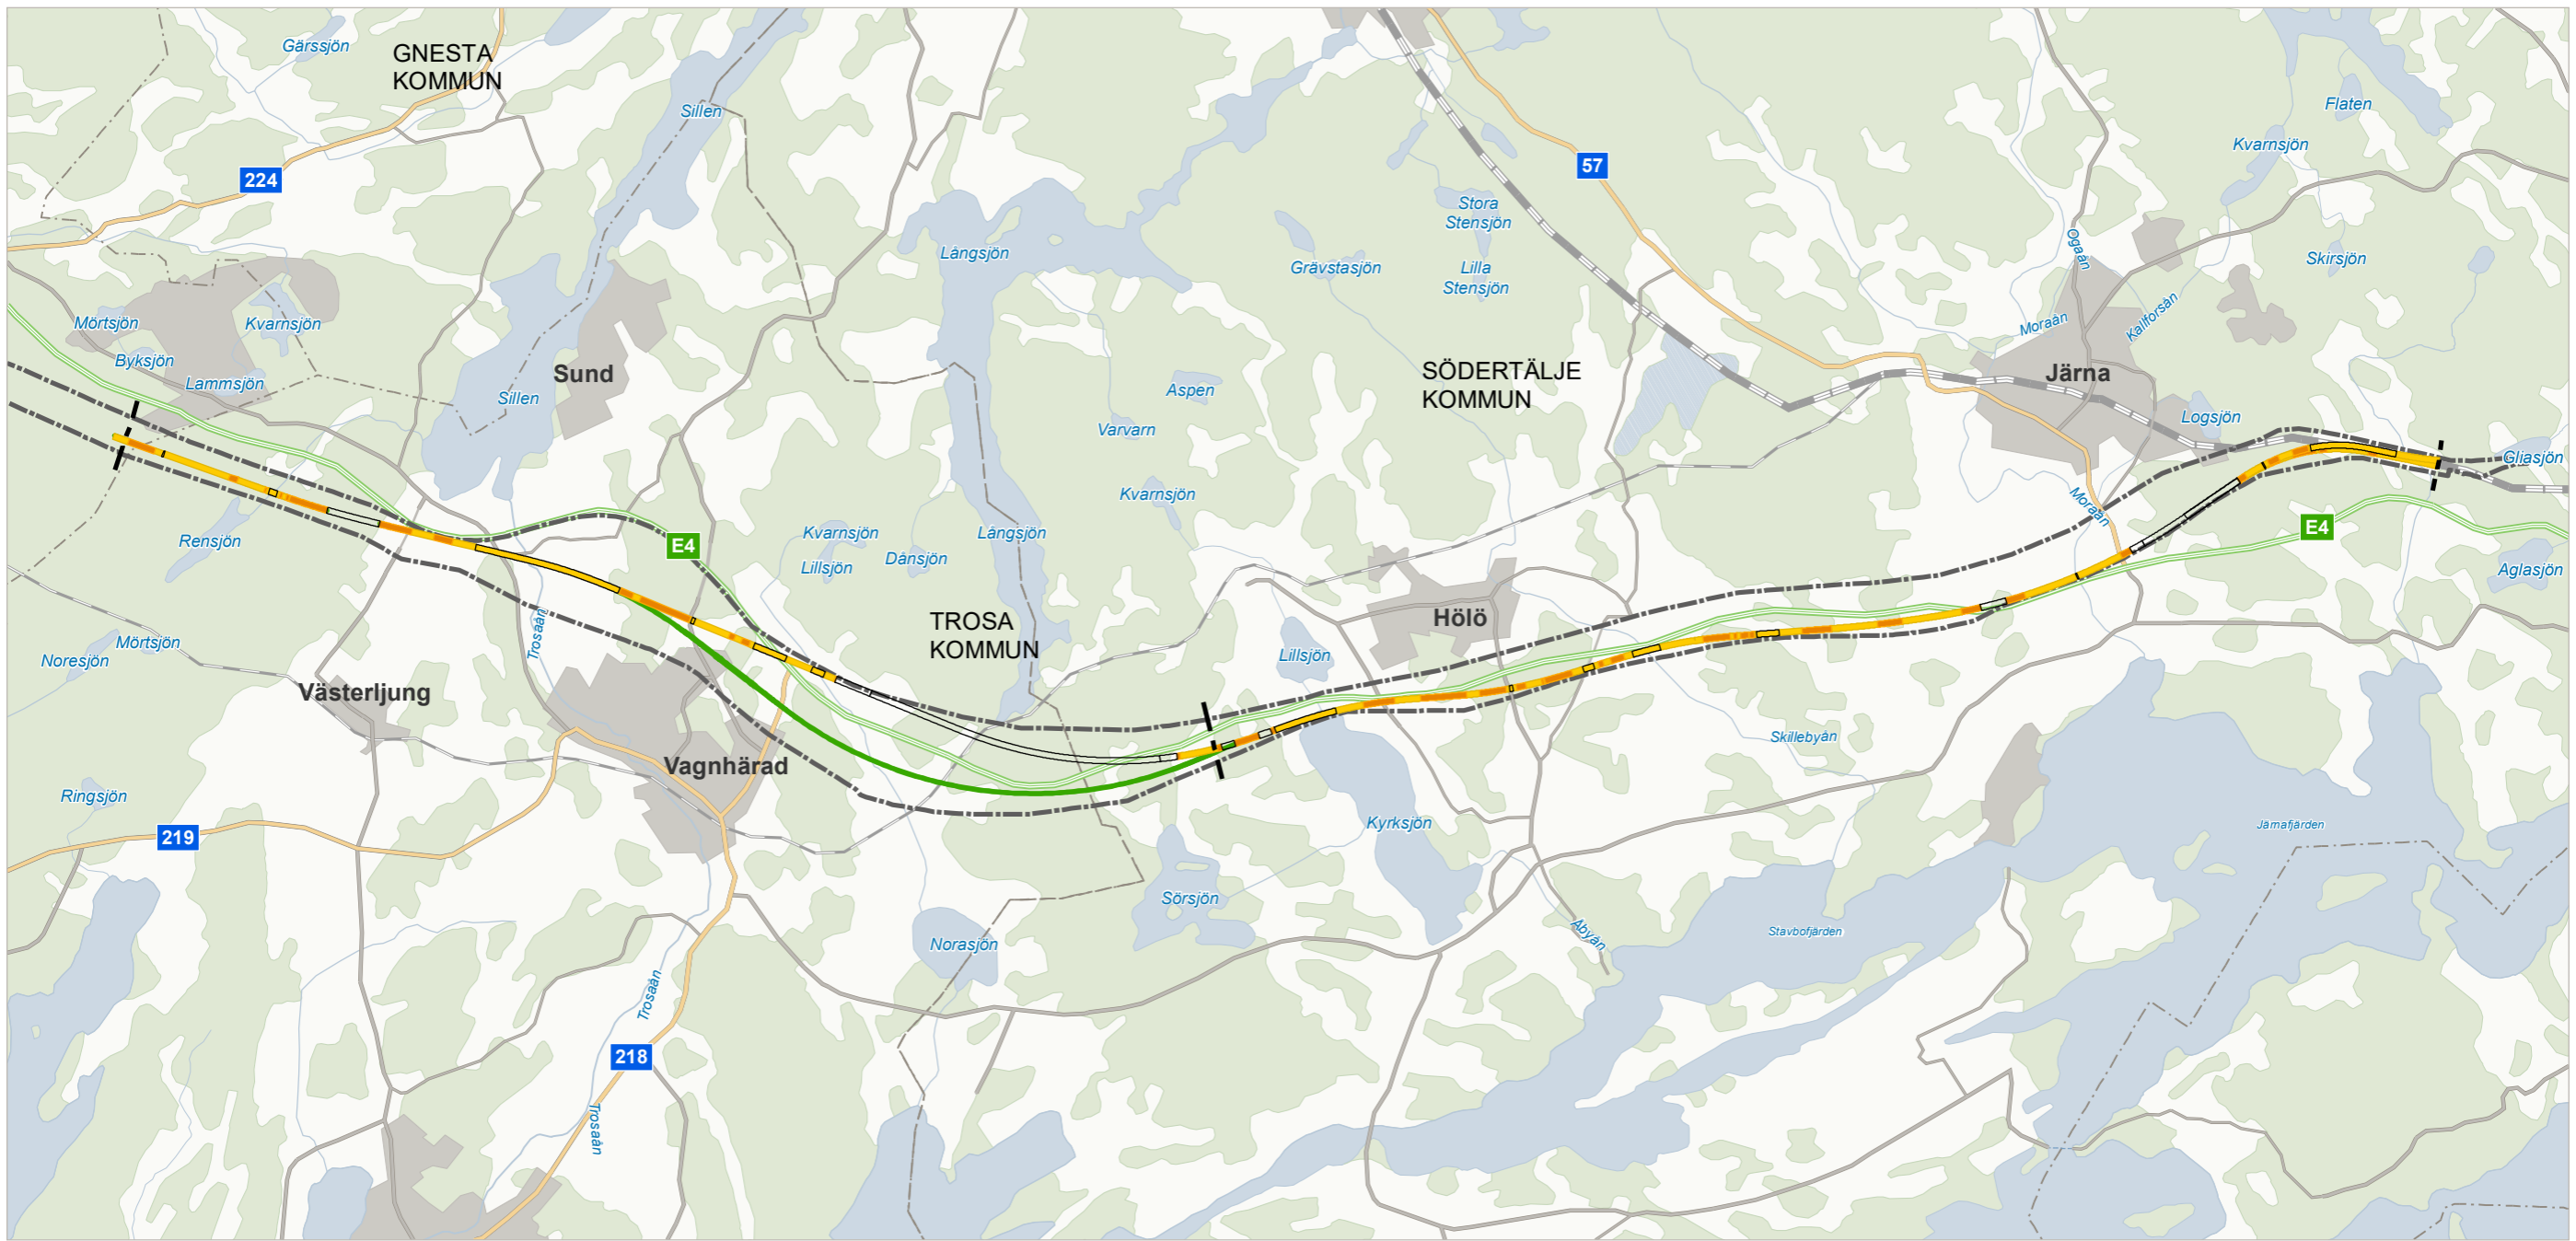 Gärssjön
GNESTA
KOMMUN
Sillen
Flaten
Kvarnsjön
57
224
Stora
Stensjön
Långsjön
Ogaån
Skirsjön
Grävstasjön
Lilla
Stensjön
Mörtsjön
Kvarnsjön
Moraån
Kallforsån
Byksjön
Lammsjön
Sund
Sillen
SÖDERTÄLJE
KOMMUN
Järna
Aspen
Varvarn
Logsjön
Gliasjön
Kvarnsjön
Moraån
Rensjön
E4
Kvarnsjön
Lillsjön
Dånsjön
Långsjön
E4
Aglasjön
TROSA
KOMMUN
Hölö
Trosaån
Mörtsjön
Noresjön
Lillsjön
Västerljung
Skillebyån
Vagnhärad
Ringsjön
219
Kyrksjön
Järnafjärden
Sörsjön
Norasjön
Åbyån
Stavbofjärden
Trosaån
218
Trosaån